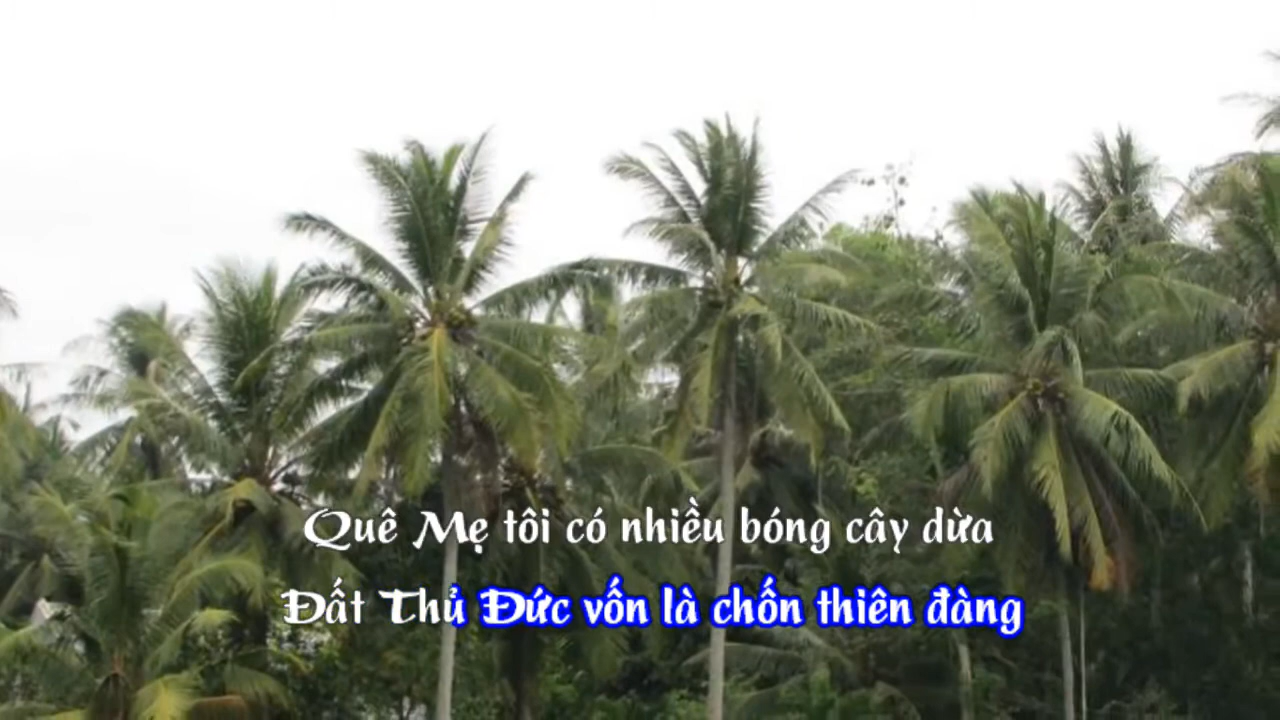 Quê Mẹ tôi có nhiều bóng cây dừa
Đất Thủ Đức vốn là chốn thiên đàng